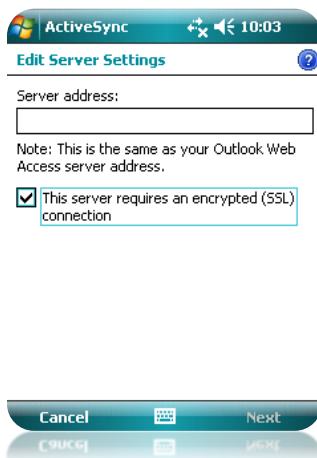 ActiveSync 10:03
Edit Server Settings
?
Server address:
Note: This is the same as your Outlook Web
Access server address.
This server requires an encrypted (SSL)
connection
Cancel Next